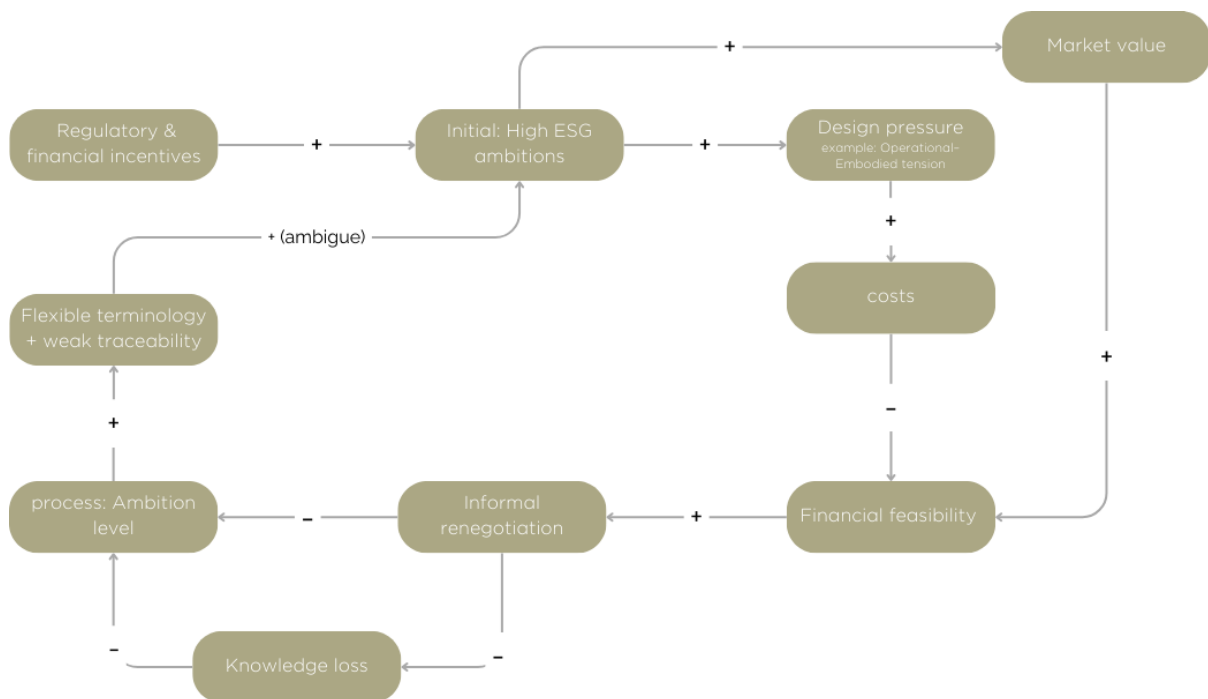 Market value
+
Regulatory &
financial incentives
+
Initial: High ESG
ambitions
+
Design pressure
example: Operational-
Embodied tension
+
+ (ambigue)
costs
Flexible terminology
+ weak traceability
+
–
+
process: Ambition
level
–
Informal
renegotiation
+
Financial feasibility
–
Knowledge loss
–